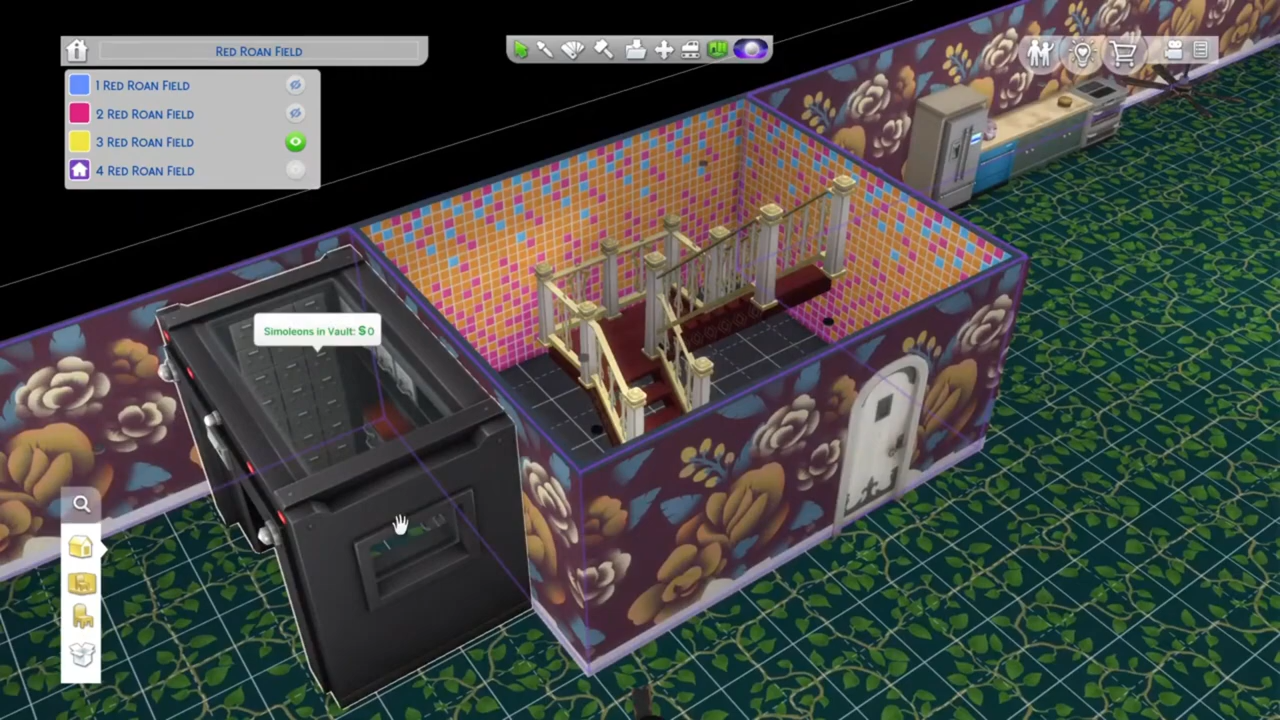 RED ROAN FIELD
1 RED ROAN FIELD
2 RED ROAN FIELD
3 RED ROAN FIELD
4 RED ROAN FIELD
Simoleons in Vault: $0